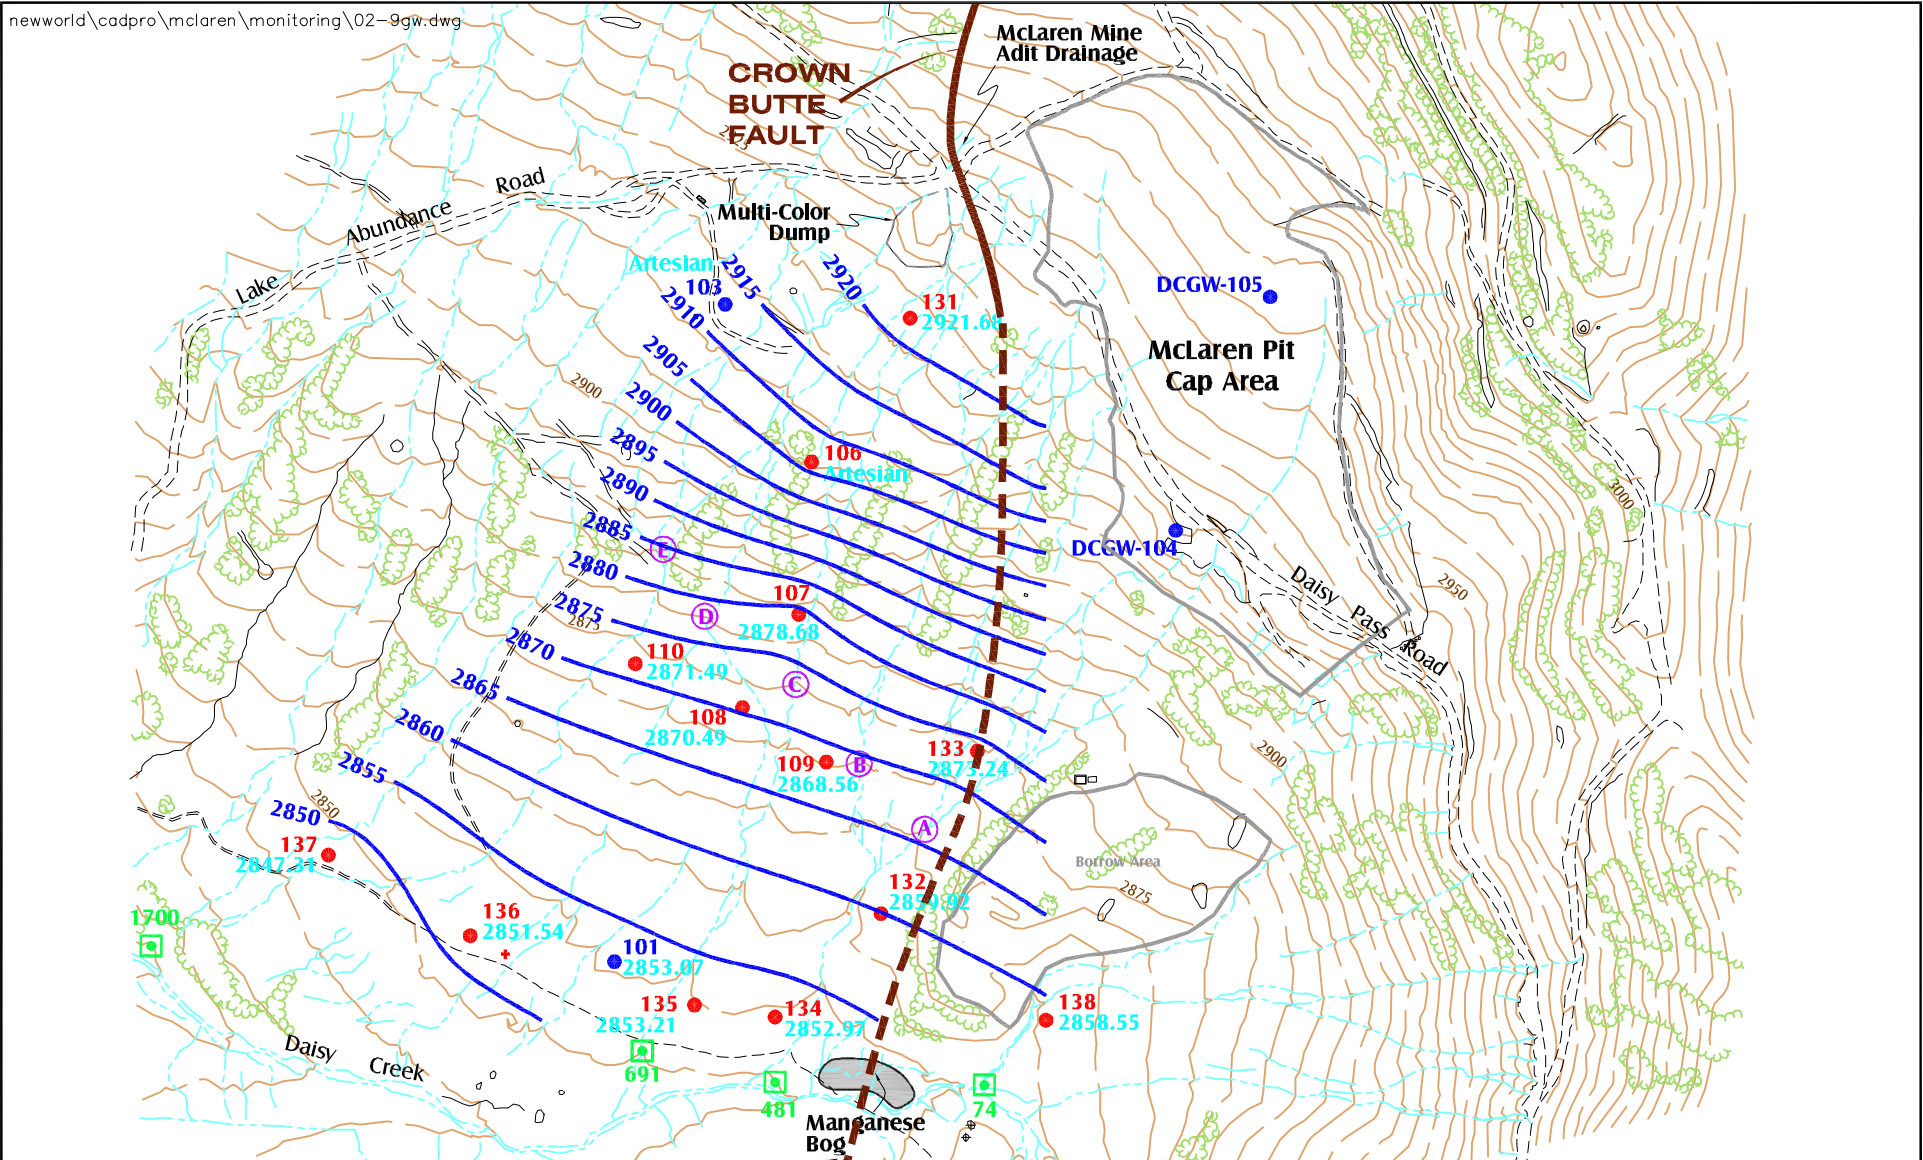 newworld\cadpro\mclaren\monitoring\02-9gw.dwg
McLaren Mine
Adit Drainage
CROWN
BUTTE
FAULT
Road
Abundance
Lake
Multi-Color
Dump
Artesian
103
2915
2920
2910
131
2921.68
DCGW-105
McLaren Pit
Cap Area
2905
2900
2900
2895
106
Artesian
2890
3000
2885
E
DCGW-104
2880
Daisy Pass Road
2950
107
2878.68
D
2875
2875
2870
110
2871.49
C
2865
108
2870.49
2860
133
2873.24
109
2868.56
B
2900
2855
2850
2850
A
137
2847.31
Borrow Area
2875
132
2859.92
1700
136
2851.54
101
2853.07
135
2853.21
134
2852.97
138
2858.55
Daisy Creek
691
481
74
Manganese
Bog